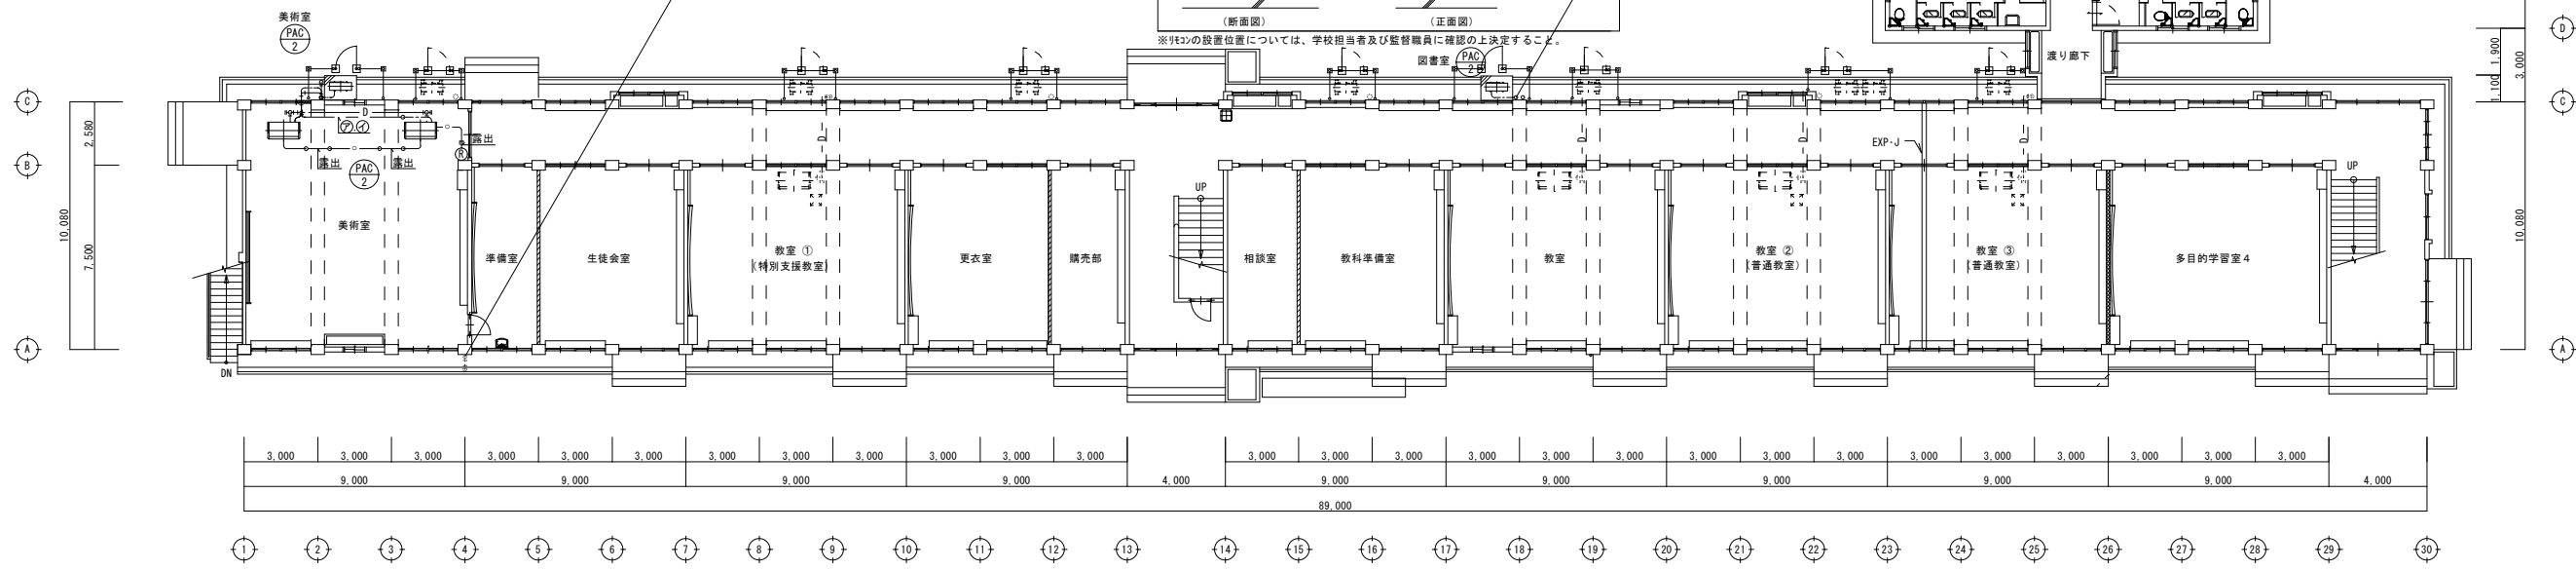 美術室
PAC
2
(断面図)
(正面図)
※リモコンの設置位置については、学校担当者及び監督職員に確認の上決定すること。
図書室
PAC
2
渡り廊下
D
1,900
3,000
1,100
C
C
2,580
B
D
ア
イ
露出
R
露出
露出
PAC
2
D
D
D
D
EXP-J
UP
UP
10,080
7,500
10,080
美術室
準備室
生徒会室
教室 ①
(特別支援教室)
更衣室
購売部
相談室
教科準備室
教室
教室 ②
(普通教室)
教室 ③
(普通教室)
多目的学習室4
A
A
DN
3,000 3,000 3,000 3,000 3,000 3,000 3,000 3,000 3,000 3,000 3,000 3,000 3,000 3,000 3,000 3,000 3,000 3,000 3,000 3,000 3,000 3,000 3,000 3,000 3,000 3,000 3,000
9,000 9,000 9,000 9,000 4,000 9,000 9,000 9,000 9,000 9,000 4,000
89,000
1 2 3 4 5 6 7 8 9 10 11 12 13 14 15 16 17 18 19 20 21 22 23 24 25 26 27 28 29 30